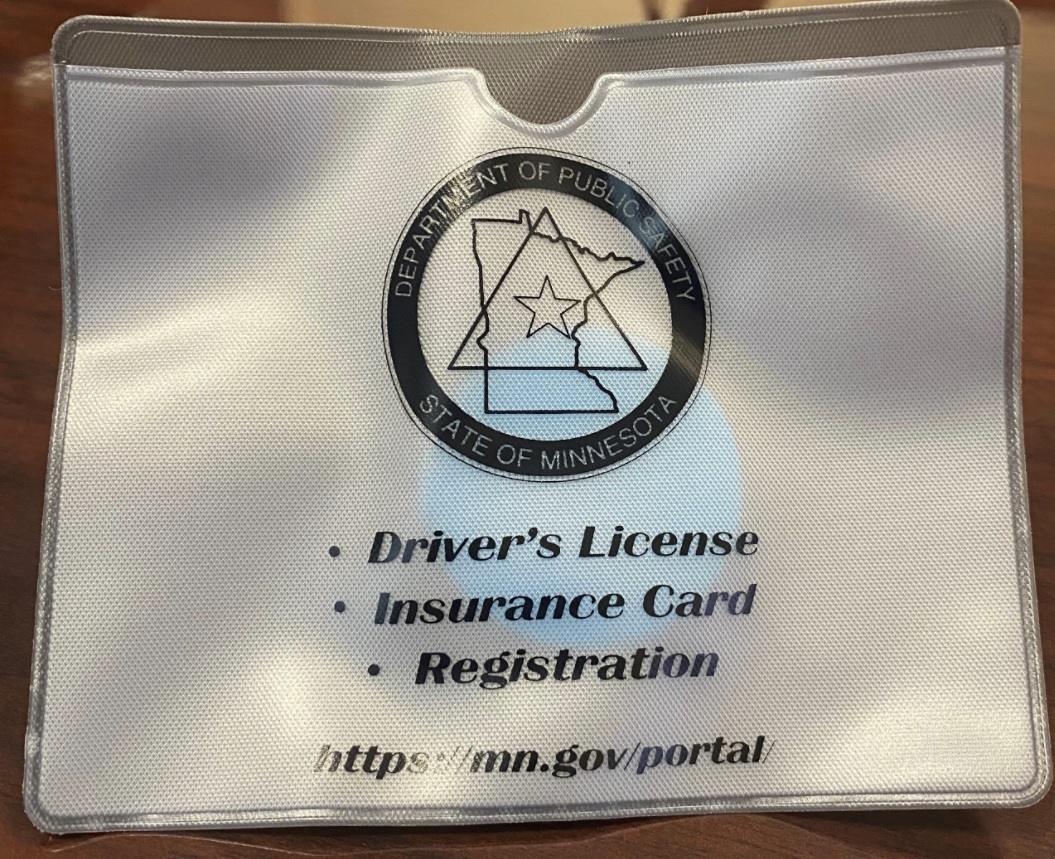 DEPARTMENT OF PUBLIC SAFETY
STATE OF MINNESOTA
• Driver's License
• Insurance Card
• Registration
https://mn.gov/portal/